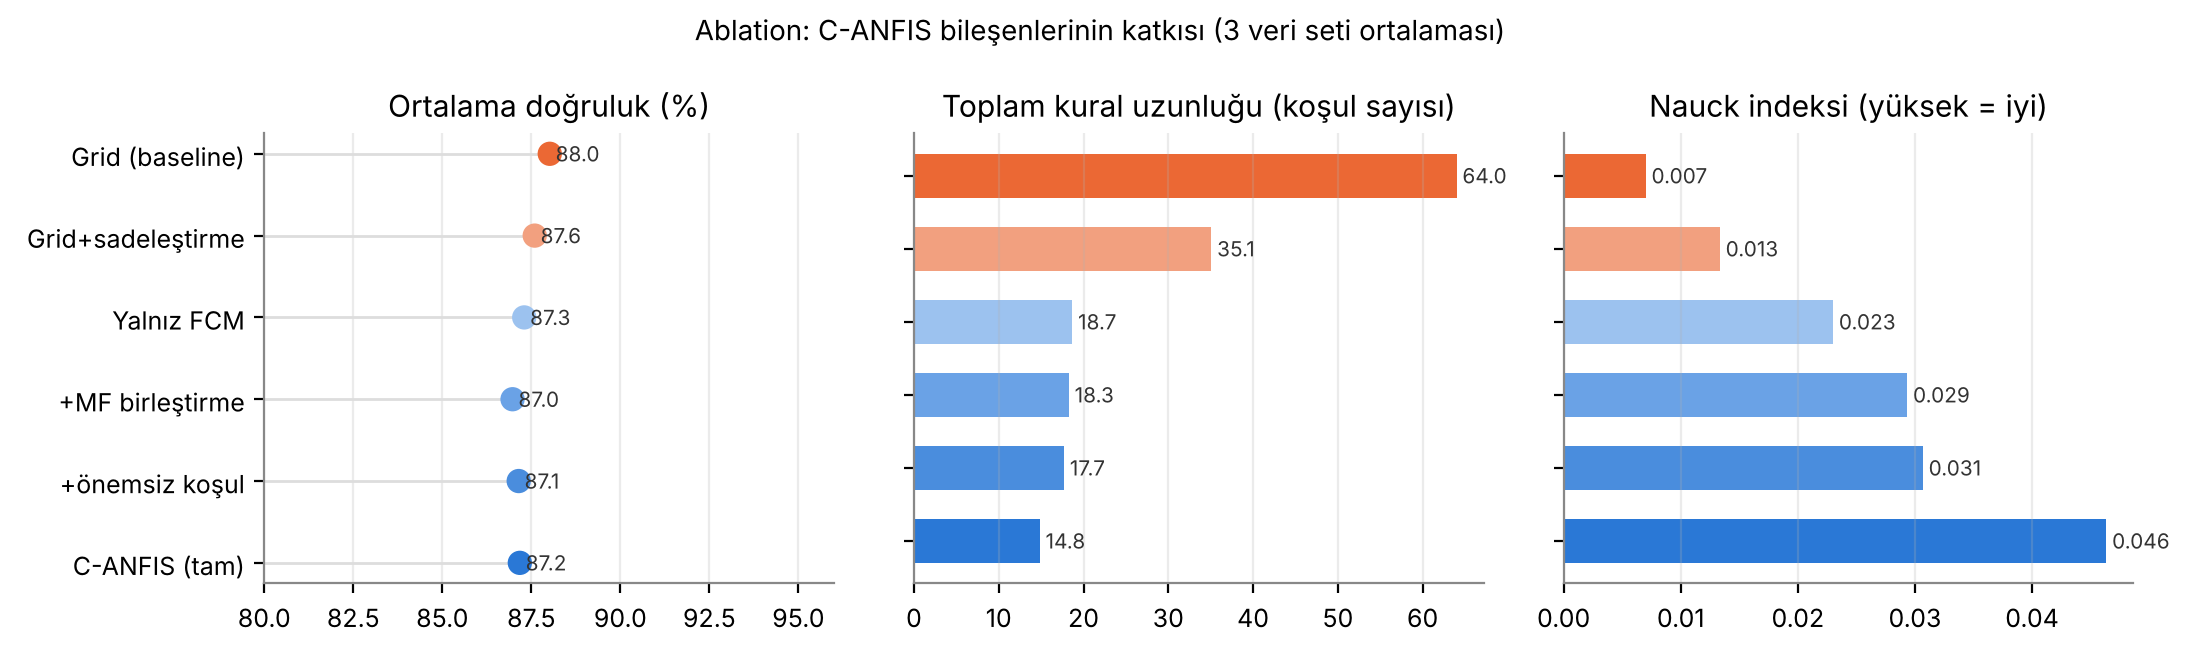 Ablation: C-ANFIS bileşenlerinin katkısı (3 veri seti ortalaması)
Ortalama doğruluk (%)
Grid (baseline) 88.0
Grid+sadeleştirme 87.6
Yalnız FCM 87.3
+MF birleştirme 87.0
+önemsiz koşul 87.1
C-ANFIS (tam) 87.2
80.0 82.5 85.0 87.5 90.0 92.5 95.0
Toplam kural uzunluğu (koşul sayısı)
64.0
35.1
18.7
18.3
17.7
14.8
0 10 20 30 40 50 60
Nauck indeksi (yüksek = iyi)
0.007
0.013
0.023
0.029
0.031
0.046
0.00 0.01 0.02 0.03 0.04